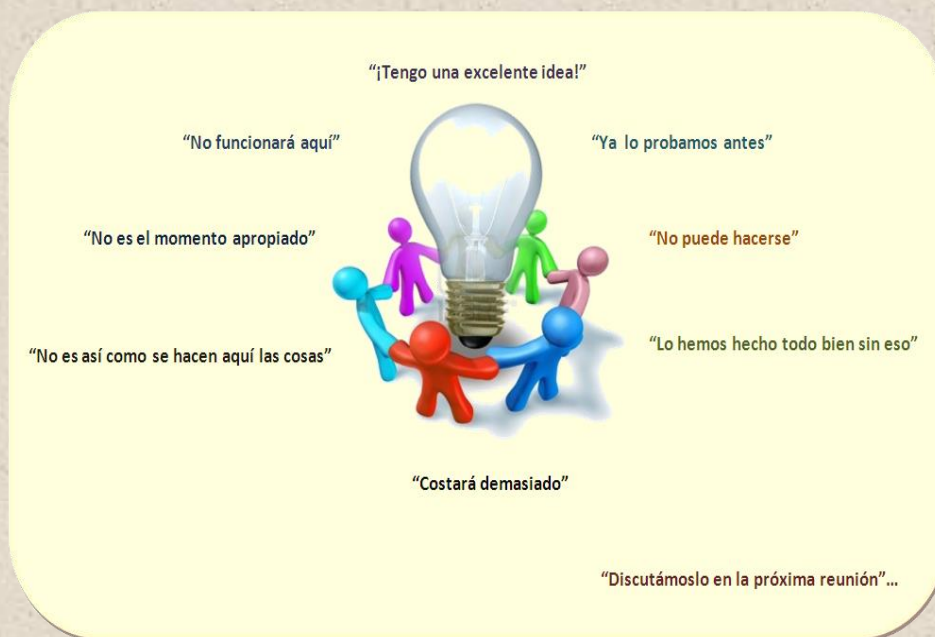 “¡Tengo una excelente idea!”
“No funcionará aquí”
“Ya lo probamos antes”
“No es el momento apropiado”
“No puede hacerse”
“No es así como se hacen aquí las cosas”
“Lo hemos hecho todo bien sin eso”
“Costará demasiado”
“Discutámoslo en la próxima reunión”...